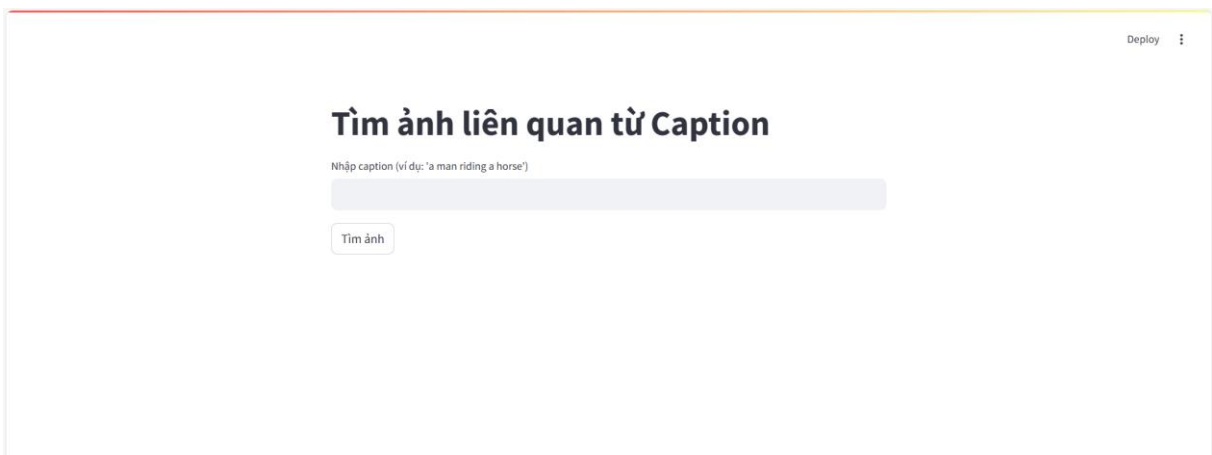 Deploy
Tìm ảnh liên quan từ Caption
Nhập caption (ví dụ: 'a man riding a horse')
Tìm ảnh